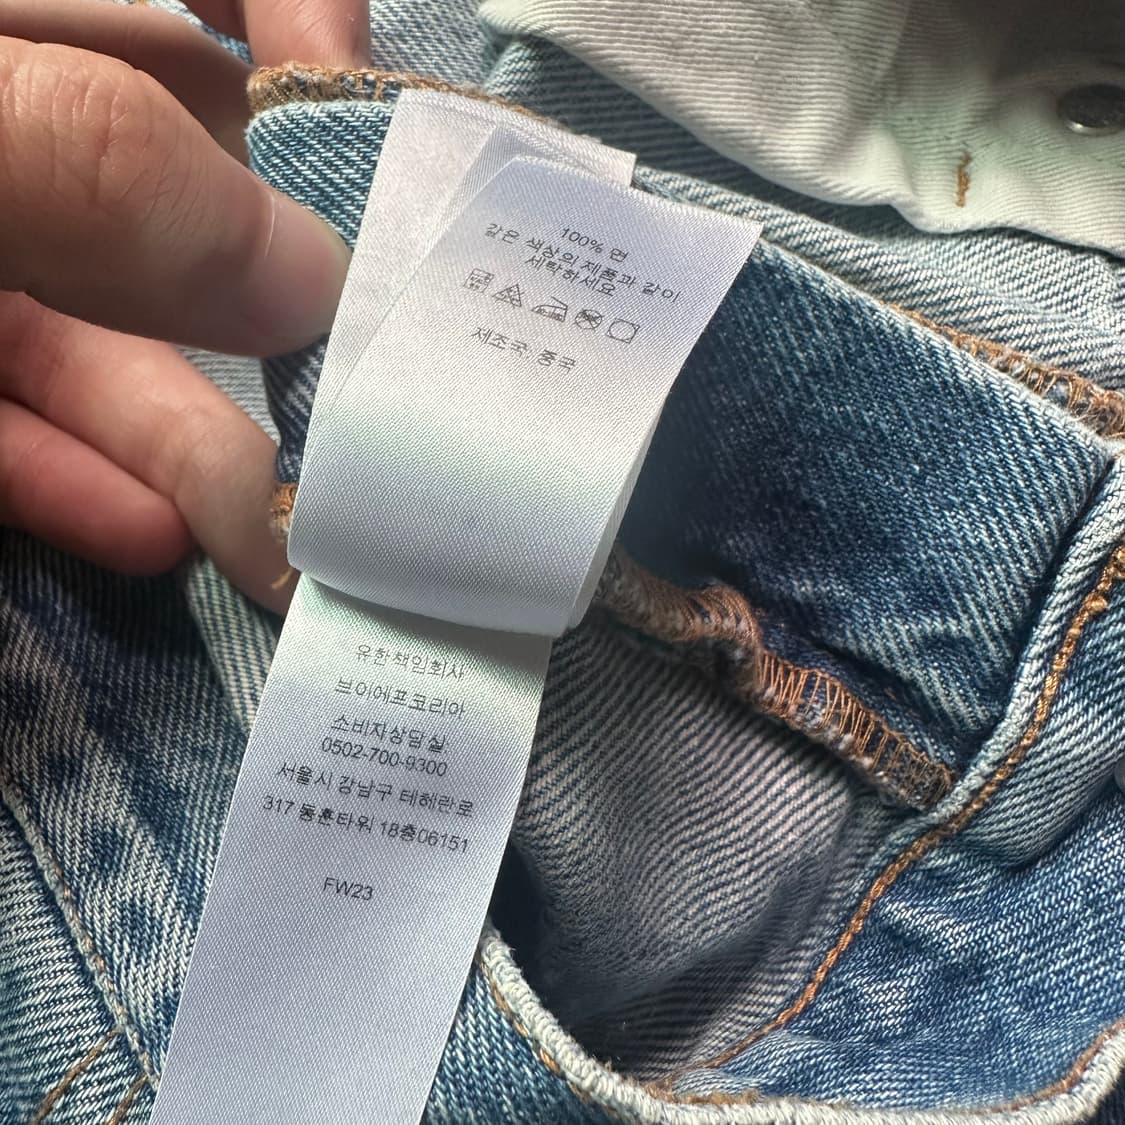 100% 면
같은 색상의 제품과 같이
세탁하세요
제조국: 중국
유한책임회사
브이에프코리아
소비자상담실:
0502-700-9300
서울시 강남구 테헤란로
317 동훈타워 18층06151
FW23